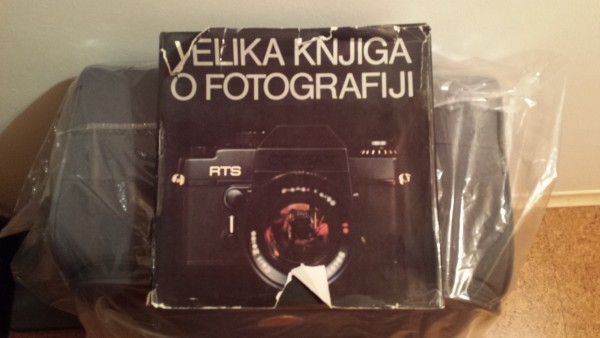 VELIKA KNJIGA
O FOTOGRAFIJI
RTS